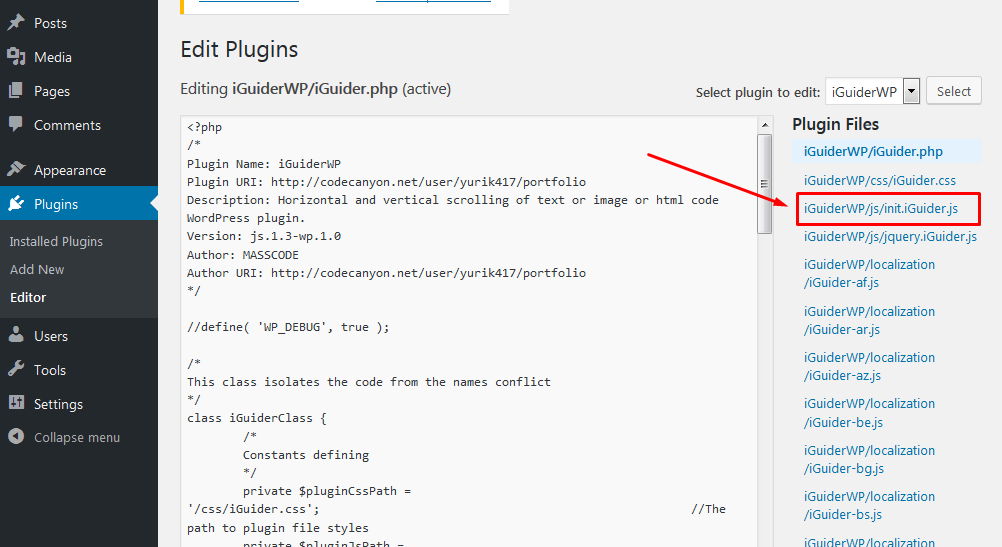 Posts
Media
Pages
Comments
Appearance
Plugins
Installed Plugins
Add New
Editor
Users
Tools
Settings
Collapse menu
Edit Plugins
Editing iGuiderWP/iGuider.php (active)
Select plugin to edit: iGuiderWP Select
<?php
/*
Plugin Name: iGuiderWP
Plugin URI: http://codecanyon.net/user/yurik417/portfolio
Description: Horizontal and vertical scrolling of text or image or html code
WordPress plugin.
Version: js.1.3-wp.1.0
Author: MASSCODE
Author URI: http://codecanyon.net/user/yurik417/portfolio
*/
//define( 'WP_DEBUG', true );
/*
This class isolates the code from the names conflict
*/
class iGuiderClass {
/*
Constants defining
*/
private $pluginCssPath =
'/css/iGuider.css'; //The
path to plugin file styles
private $pluginJsPath =
Plugin Files
iGuiderWP/iGuider.php
iGuiderWP/css/iGuider.css
iGuiderWP/js/init.iGuider.js
iGuiderWP/js/jquery.iGuider.js
iGuiderWP/localization
/iGuider-af.js
iGuiderWP/localization
/iGuider-ar.js
iGuiderWP/localization
/iGuider-az.js
iGuiderWP/localization
/iGuider-be.js
iGuiderWP/localization
/iGuider-bg.js
iGuiderWP/localization
/iGuider-bs.js
iGuiderWP/localization